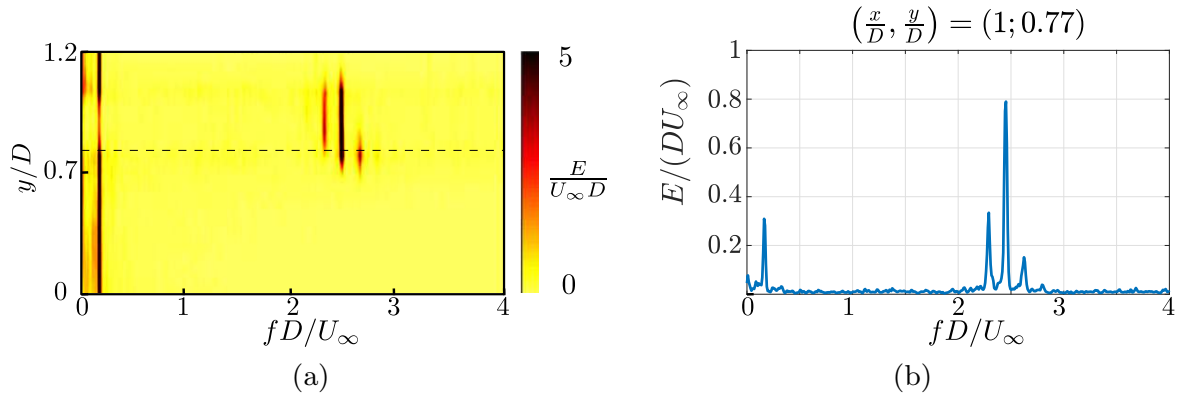 1.2
0.7
0
y/D
0 1 2 3 4
fD/U∞
5
E/U∞D
0
(a)
(x/D, y/D) = (1; 0.77)
1
0.8
0.6
0.4
0.2
E/(DU∞)
0 1 2 3 4
fD/U∞
(b)